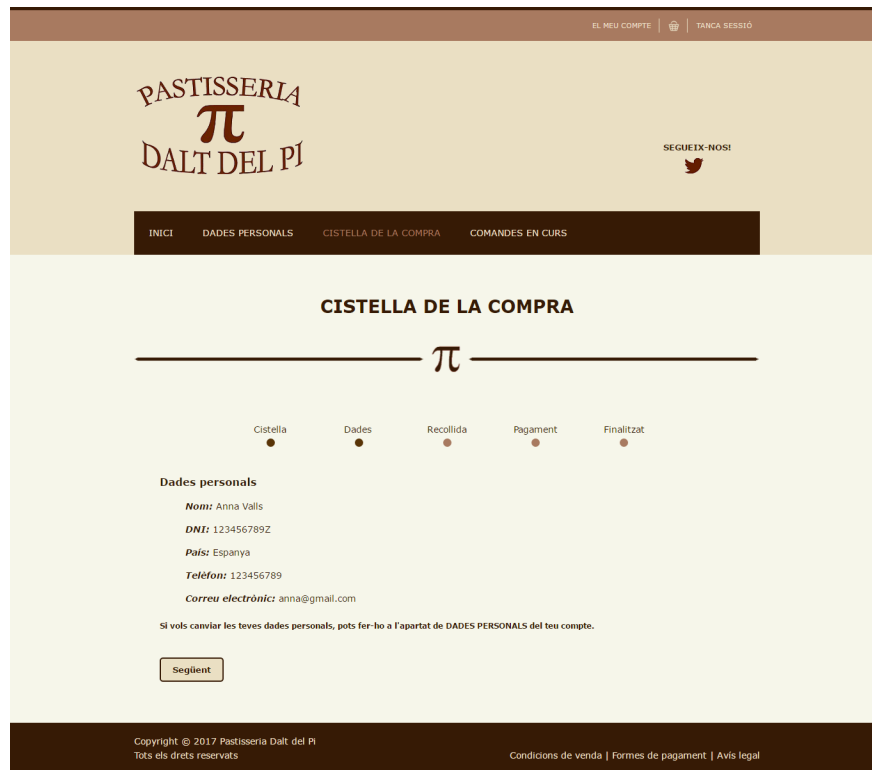 EL MEU COMPTE
TANCA SESSIÓ
PASTISSERIA
π
DALT DEL PI
SEGUEIX-NOS!
INICI DADES PERSONALS CISTELLA DE LA COMPRA COMANDES EN CURS
CISTELLA DE LA COMPRA
π
Cistella Dades Recollida Pagament Finalitzat
Dades personals
Nom: Anna Valls
DNI: 123456789Z
País: Espanya
Telèfon: 123456789
Correu electrònic: anna@gmail.com
Si vols canviar les teves dades personals, pots fer-ho a l'apartat de DADES PERSONALS del teu compte.
Següent
Copyright © 2017 Pastisseria Dalt del Pi
Tots els drets reservats
Condicions de venda | Formes de pagament | Avís legal